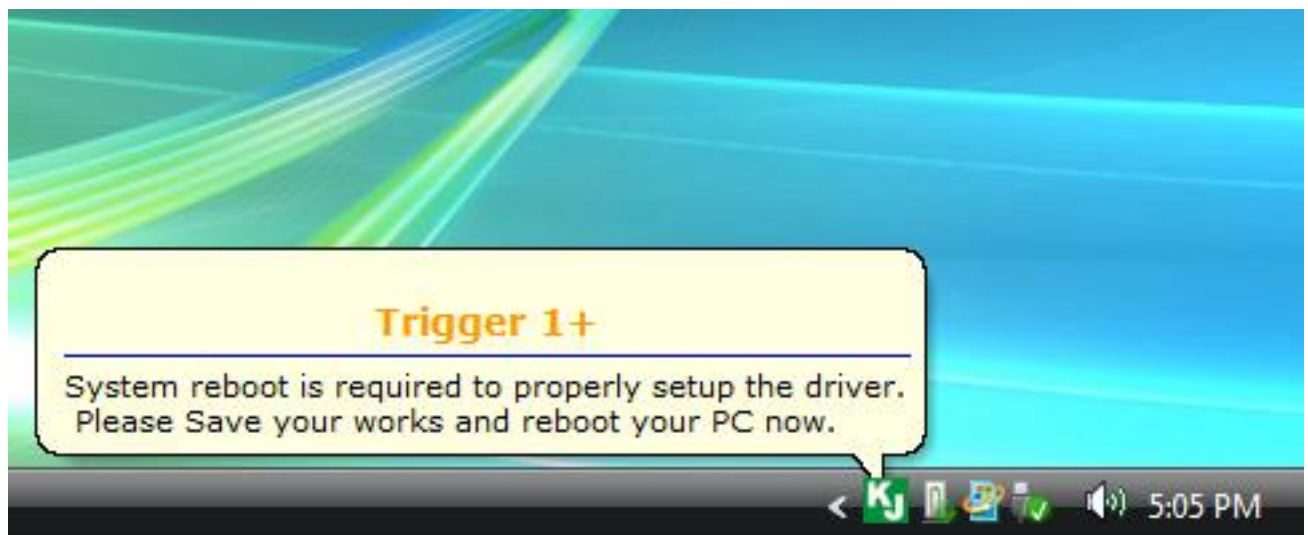 Trigger 1+
System reboot is required to properly setup the driver.
Please Save your works and reboot your PC now.
< KJ 5:05 PM